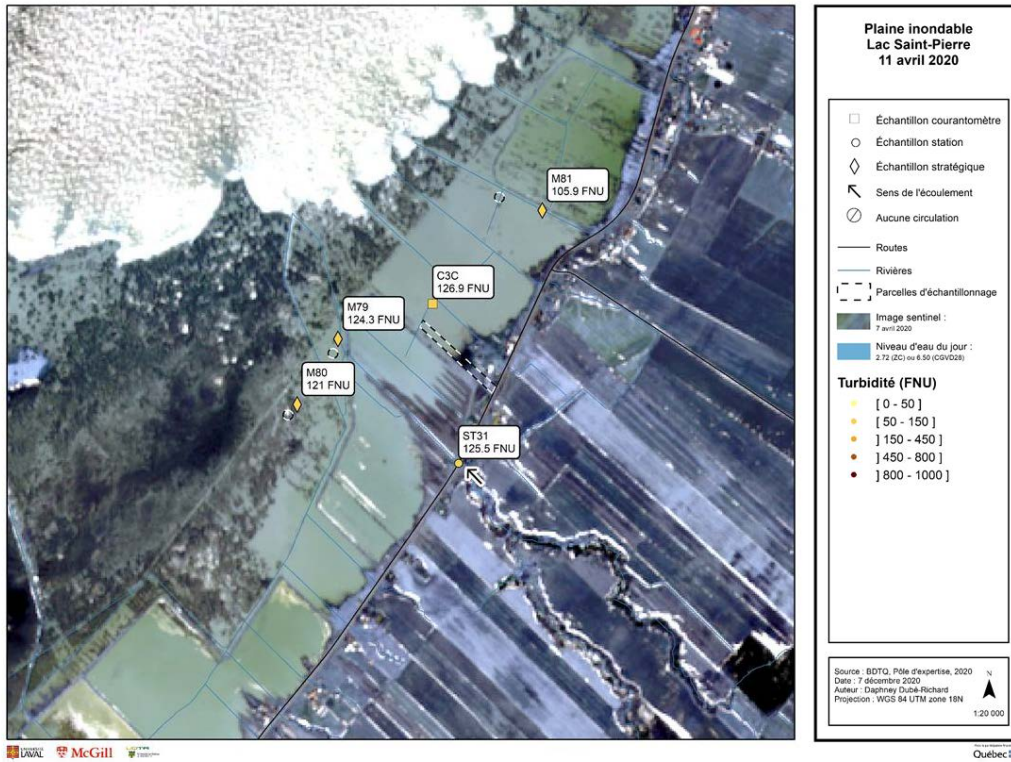 Plaine inondable
Lac Saint-Pierre
11 avril 2020
M81
105.9 FNU
C3C
126.9 FNU
M79
124.3 FNU
M80
121 FNU
ST31
125.5 FNU
Échantillon courantomètre
Échantillon station
Échantillon stratégique
Sens de l'écoulement
Aucune circulation
Routes
Rivières
Parcelles d'échantillonnage
Image sentinel :
7 avril 2020
Niveau d'eau du jour :
2.72 (ZC) ou 6.50 (CGVD28)
Turbidité (FNU)
[ 0 - 50 ]
] 50 - 150 ]
] 150 - 450 ]
] 450 - 800 ]
] 800 - 1000 ]
Source : BDTQ, Pôle d'expertise, 2020
Date : 7 décembre 2020
Auteur : Daphney Dubé-Richard
Projection : WGS 84 UTM zone 18N
N
1:20 000
UNIVERSITÉ
LAVAL
McGill
UQTR
Québec